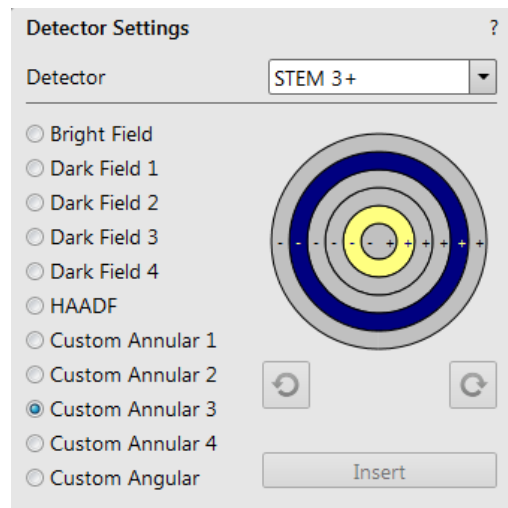 Detector Settings ?
Detector STEM 3+
Bright Field
Dark Field 1
Dark Field 2
Dark Field 3
Dark Field 4
HAADF
Custom Annular 1
Custom Annular 2
Custom Annular 3
Custom Annular 4
Custom Angular
- - - - - - + + + + + +
Insert